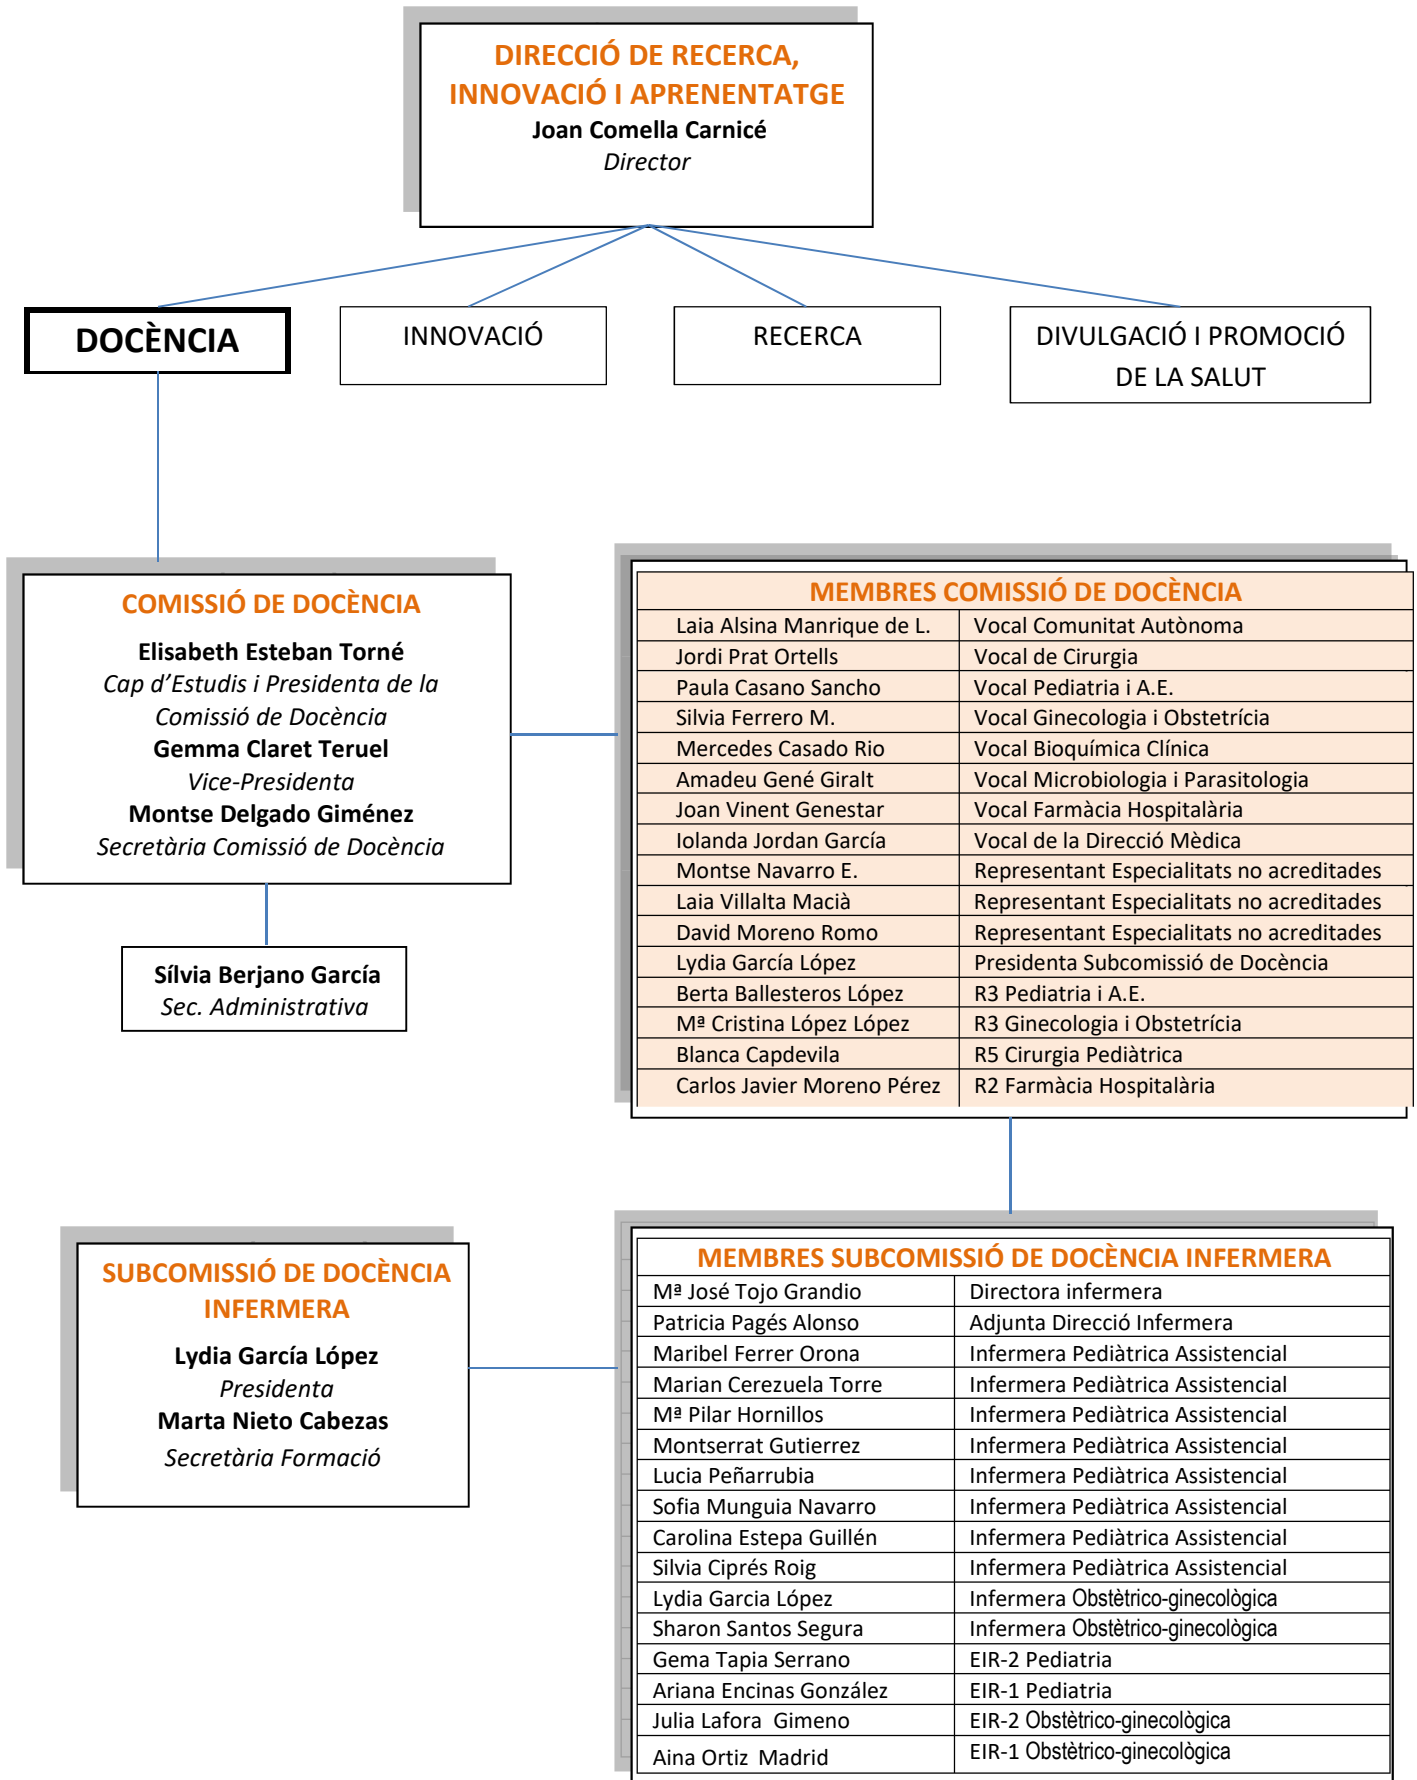 DIRECCIÓ DE RECERCA,
INNOVACIÓ I APRENENTATGE
Joan Comella Carnicé
Director
DOCÈNCIA
INNOVACIÓ
RECERCA
DIVULGACIÓ I PROMOCIÓ
DE LA SALUT
COMISSIÓ DE DOCÈNCIA
Elisabeth Esteban Torné
Cap d’Estudis i Presidenta de la
Comissió de Docència
Gemma Claret Teruel
Vice-Presidenta
Montse Delgado Giménez
Secretària Comissió de Docència
Sílvia Berjano García
Sec. Administrativa
MEMBRES COMISSIÓ DE DOCÈNCIA
Laia Alsina Manrique de L. Vocal Comunitat Autònoma
Jordi Prat Ortells Vocal de Cirurgia
Paula Casano Sancho Vocal Pediatria i A.E.
Silvia Ferrero M. Vocal Ginecologia i Obstetrícia
Mercedes Casado Rio Vocal Bioquímica Clínica
Amadeu Gené Giralt Vocal Microbiologia i Parasitologia
Joan Vinent Genestar Vocal Farmàcia Hospitalària
Iolanda Jordan García Vocal de la Direcció Mèdica
Montse Navarro E. Representant Especialitats no acreditades
Laia Villalta Macià Representant Especialitats no acreditades
David Moreno Romo Representant Especialitats no acreditades
Lydia García López Presidenta Subcomissió de Docència
Berta Ballesteros López R3 Pediatria i A.E.
Mª Cristina López López R3 Ginecologia i Obstetrícia
Blanca Capdevila R5 Cirurgia Pediàtrica
Carlos Javier Moreno Pérez R2 Farmàcia Hospitalària
SUBCOMISSIÓ DE DOCÈNCIA
INFERMERA
Lydia García López
Presidenta
Marta Nieto Cabezas
Secretària Formació
MEMBRES SUBCOMISSIÓ DE DOCÈNCIA INFERMERA
Mª José Tojo Grandio Directora infermera
Patricia Pagés Alonso Adjunta Direcció Infermera
Maribel Ferrer Orona Infermera Pediàtrica Assistencial
Marian Cerezuela Torre Infermera Pediàtrica Assistencial
Mª Pilar Hornillos Infermera Pediàtrica Assistencial
Montserrat Gutierrez Infermera Pediàtrica Assistencial
Lucia Peñarrubia Infermera Pediàtrica Assistencial
Sofia Munguia Navarro Infermera Pediàtrica Assistencial
Carolina Estepa Guillén Infermera Pediàtrica Assistencial
Silvia Ciprés Roig Infermera Pediàtrica Assistencial
Lydia Garcia López Infermera Obstètrico-ginecològica
Sharon Santos Segura Infermera Obstètrico-ginecològica
Gema Tapia Serrano EIR-2 Pediatria
Ariana Encinas González EIR-1 Pediatria
Julia Lafora Gimeno EIR-2 Obstètrico-ginecològica
Aina Ortiz Madrid EIR-1 Obstètrico-ginecològica